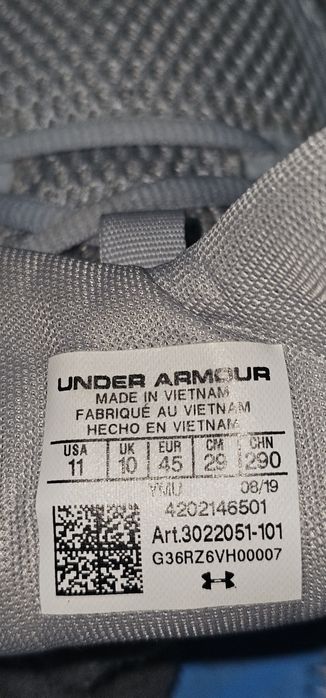 UNDER ARMOUR
MADE IN VIETNAM
FABRIQUÉ AU VIETNAM
HECHO EN VIETNAM
USA UK EUR CM CHN
11 10 45 29 290
VMU 08/19
4202146501
Art.3022051-101
G36RZ6VH00007